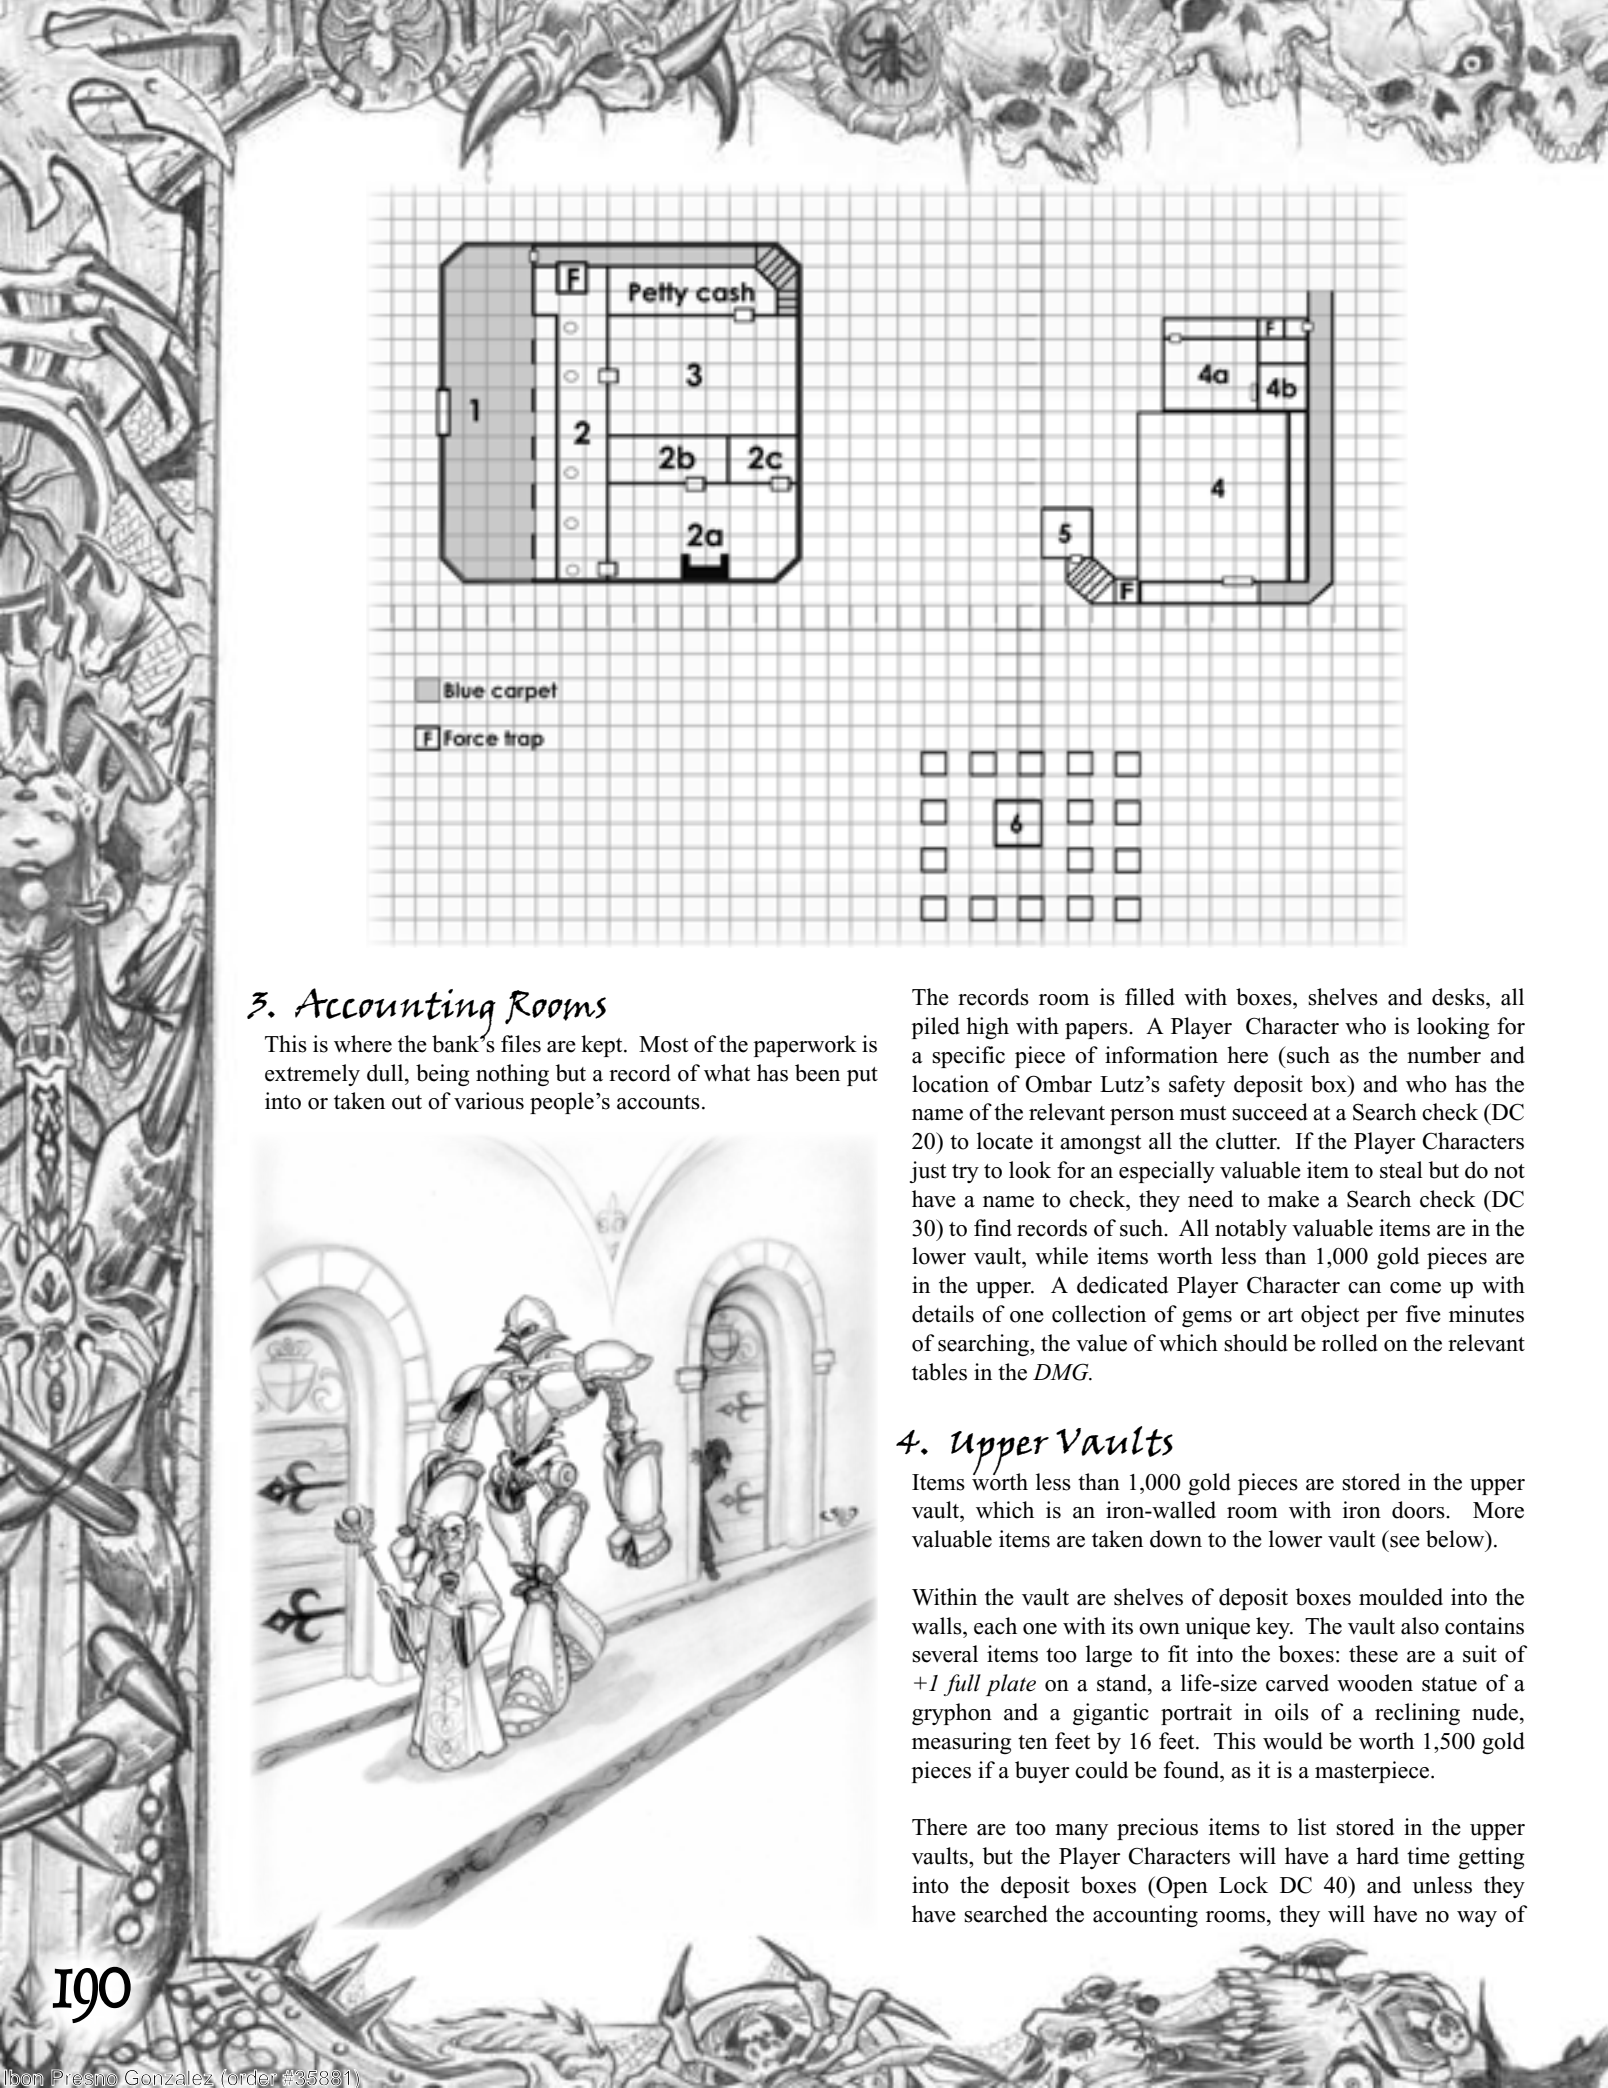 F
Petty cash
1
2
3
2b
2c
2a
F
4a
4b
4
5
F
Blue carpet
F Force trap
6
3. Accounting Rooms
This is where the bank's files are kept. Most of the paperwork is
extremely dull, being nothing but a record of what has been put
into or taken out of various people's accounts.
The records room is filled with boxes, shelves and desks, all
piled high with papers. A Player Character who is looking for
a specific piece of information here (such as the number and
location of Ombar Lutz's safety deposit box) and who has the
name of the relevant person must succeed at a Search check (DC
20) to locate it amongst all the clutter. If the Player Characters
just try to look for an especially valuable item to steal but do not
have a name to check, they need to make a Search check (DC
30) to find records of such. All notably valuable items are in the
lower vault, while items worth less than 1,000 gold pieces are
in the upper. A dedicated Player Character can come up with
details of one collection of gems or art object per five minutes
of searching, the value of which should be rolled on the relevant
tables in the DMG.
4. Upper Vaults
Items worth less than 1,000 gold pieces are stored in the upper
vault, which is an iron-walled room with iron doors. More
valuable items are taken down to the lower vault (see below).
Within the vault are shelves of deposit boxes moulded into the
walls, each one with its own unique key. The vault also contains
several items too large to fit into the boxes: these are a suit of
+1 full plate on a stand, a life-size carved wooden statue of a
gryphon and a gigantic portrait in oils of a reclining nude,
measuring ten feet by 16 feet. This would be worth 1,500 gold
pieces if a buyer could be found, as it is a masterpiece.
There are too many precious items to list stored in the upper
vaults, but the Player Characters will have a hard time getting
into the deposit boxes (Open Lock DC 40) and unless they
have searched the accounting rooms, they will have no way of
190
Ibon Presno Gonzalez (order #35881)